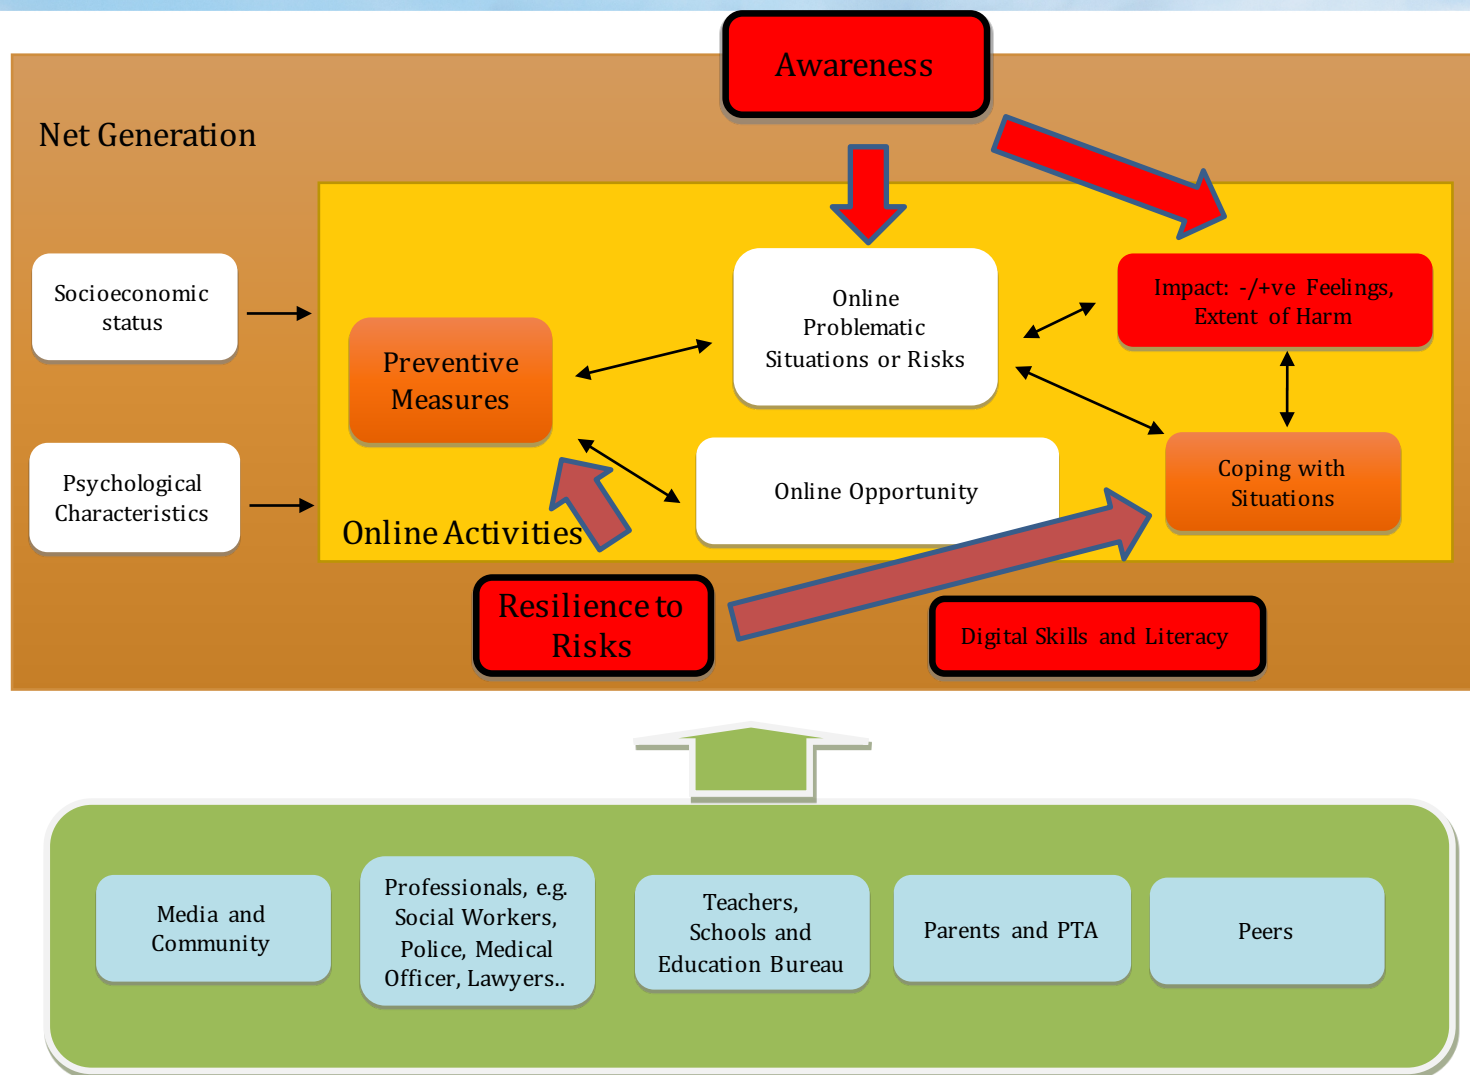 Awareness
Net Generation
Socioeconomic
status
Online
Problematic
Situations or Risks
Impact: -/+ve Feelings,
Extent of Harm
Preventive
Measures
Psychological
Characteristics
Online Opportunity
Coping with
Situations
Online Activities
Resilience to
Risks
Digital Skills and Literacy
Media and
Community
Professionals, e.g.
Social Workers,
Police, Medical
Officer, Lawyers..
Teachers,
Schools and
Education Bureau
Parents and PTA
Peers